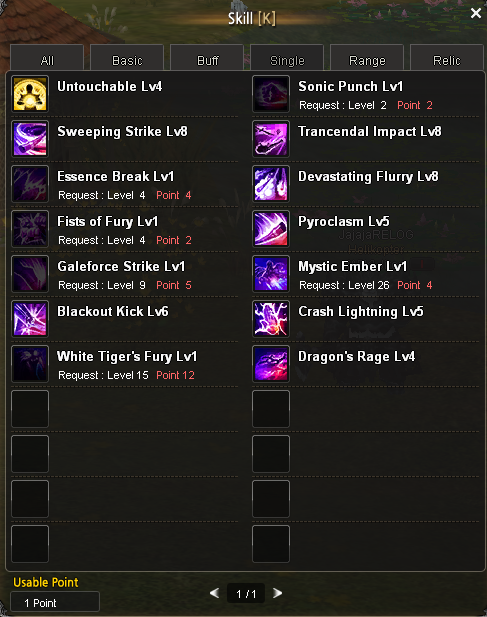 Skill [K]
All Basic Buff Single Range Relic
Untouchable Lv4
Sonic Punch Lv1
Request : Level 2 Point 2
Sweeping Strike Lv8
Trancendal Impact Lv8
Essence Break Lv1
Request : Level 4 Point 4
Devastating Flurry Lv8
Fists of Fury Lv1
Request : Level 4 Point 2
Pyroclasm Lv5
Galeforce Strike Lv1
Request : Level 9 Point 5
Mystic Ember Lv1
Request : Level 26 Point 4
Blackout Kick Lv6
Crash Lightning Lv5
White Tiger's Fury Lv1
Request : Level 15 Point 12
Dragon's Rage Lv4
Usable Point
1 Point
1 / 1